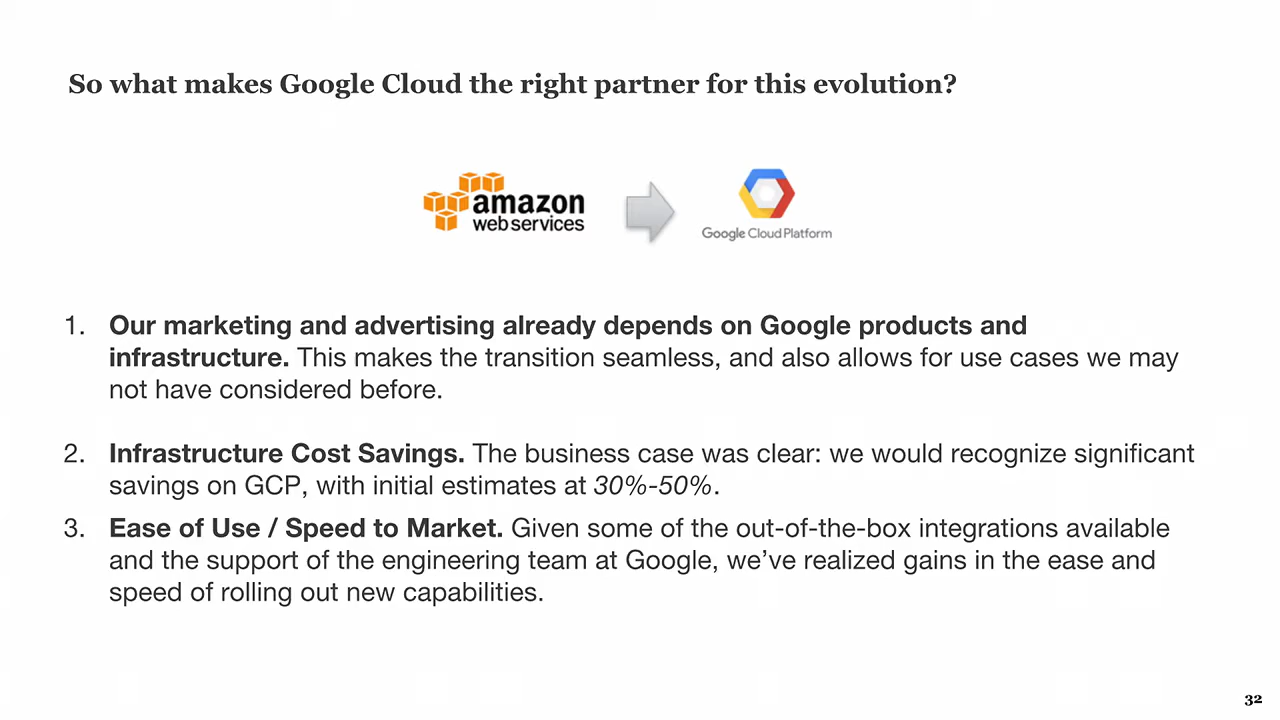 So what makes Google Cloud the right partner for this evolution?
amazon
web services
Google Cloud Platform
1. Our marketing and advertising already depends on Google products and
infrastructure. This makes the transition seamless, and also allows for use cases we may
not have considered before.
2. Infrastructure Cost Savings. The business case was clear: we would recognize significant
savings on GCP, with initial estimates at 30%-50%.
3. Ease of Use / Speed to Market. Given some of the out-of-the-box integrations available
and the support of the engineering team at Google, we’ve realized gains in the ease and
speed of rolling out new capabilities.
32